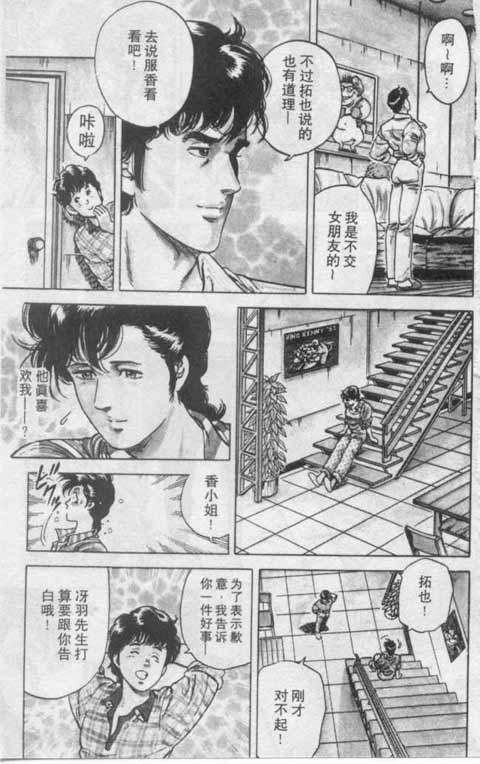 啊～啊…
我是不交
女朋友的～
不过拓也说的
也有道理—
去说服香看
看吧！
咔啦
KING KENNY '85
他真喜
欢我——？
香小姐！
拓也！
刚才
对不起！
为了表示歉
意，我告诉
你一件好事—
冴羽先生打
算要跟你告
白哦！